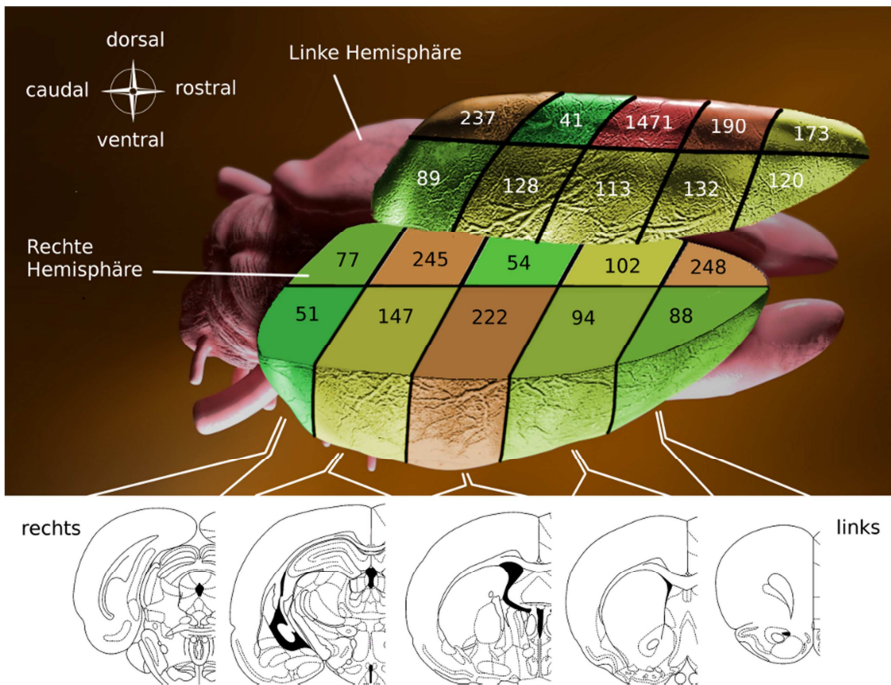 dorsal
caudal
rostral
ventral
Linke Hemisphäre
237
41
1471
190
173
89
128
113
132
120
Rechte
Hemisphäre
77
245
54
102
248
51
147
222
94
88
rechts
links